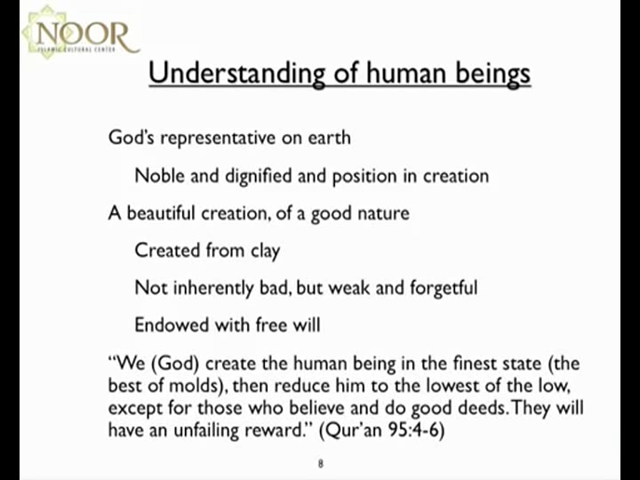 NOOR
ISLAMIC CULTURAL CENTER
Understanding of human beings
God's representative on earth
Noble and dignified and position in creation
A beautiful creation, of a good nature
Created from clay
Not inherently bad, but weak and forgetful
Endowed with free will
“We (God) create the human being in the finest state (the
best of molds), then reduce him to the lowest of the low,
except for those who believe and do good deeds. They will
have an unfailing reward.” (Qur'an 95:4-6)
8